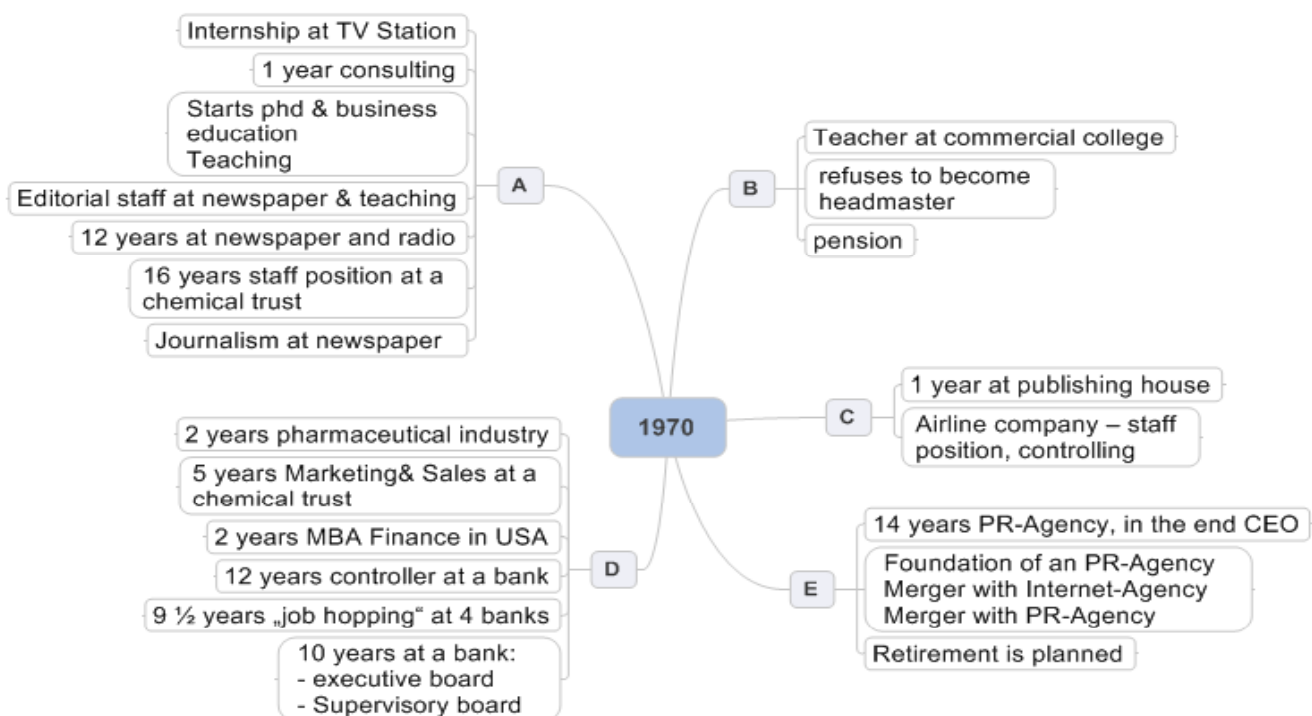 Internship at TV Station
1 year consulting
Starts phd & business
education
Teaching
Editorial staff at newspaper & teaching
12 years at newspaper and radio
16 years staff position at a
chemical trust
Journalism at newspaper
A
B
Teacher at commercial college
refuses to become
headmaster
pension
1970
C
1 year at publishing house
Airline company – staff
position, controlling
2 years pharmaceutical industry
5 years Marketing& Sales at a
chemical trust
2 years MBA Finance in USA
12 years controller at a bank
9 ½ years „job hopping“ at 4 banks
10 years at a bank:
- executive board
- Supervisory board
D
E
14 years PR-Agency, in the end CEO
Foundation of an PR-Agency
Merger with Internet-Agency
Merger with PR-Agency
Retirement is planned